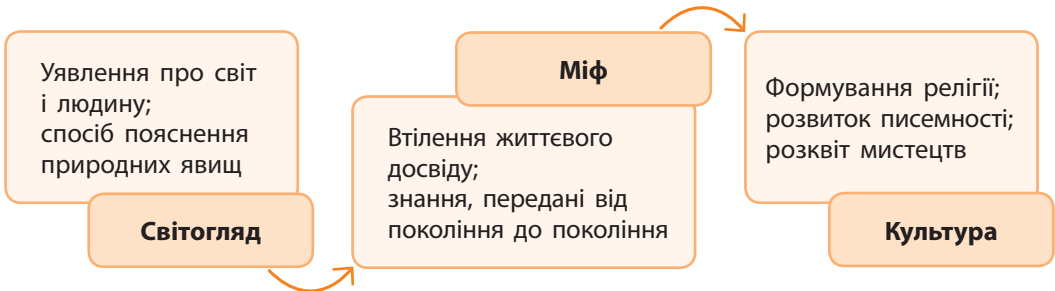 Уявлення про світ
і людину;
спосіб пояснення
природних явищ
Світогляд
Міф
Втілення життєвого
досвіду;
знання, передані від
покоління до покоління
Формування релігії;
розвиток писемності;
розквіт мистецтв
Культура